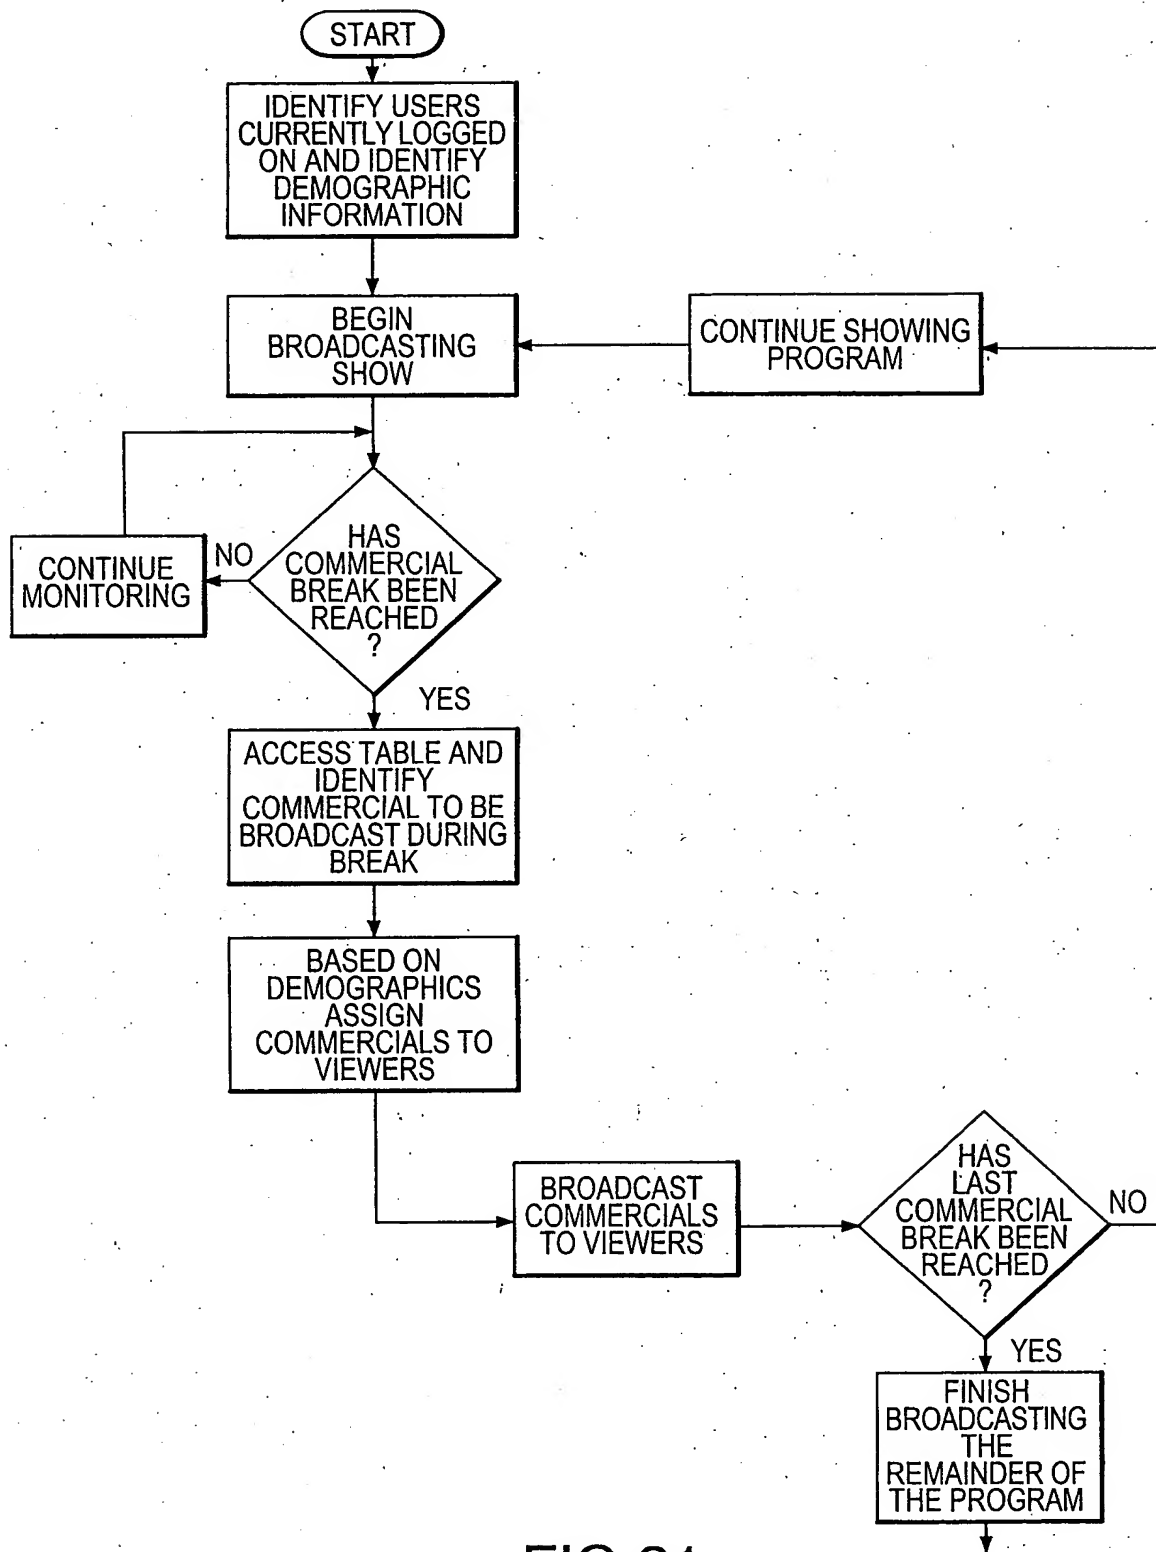 START
IDENTIFY USERS
CURRENTLY LOGGED
ON AND IDENTIFY
DEMOGRAPHIC
INFORMATION
BEGIN
BROADCASTING
SHOW
CONTINUE SHOWING
PROGRAM
HAS
COMMERCIAL
BREAK BEEN
REACHED
?
NO
CONTINUE
MONITORING
YES
ACCESS TABLE AND
IDENTIFY
COMMERCIAL TO BE
BROADCAST DURING
BREAK
BASED ON
DEMOGRAPHICS
ASSIGN
COMMERCIALS TO
VIEWERS
BROADCAST
COMMERCIALS
TO VIEWERS
HAS
LAST
COMMERCIAL
BREAK BEEN
REACHED
?
NO
YES
FINISH
BROADCASTING
THE
REMAINDER OF
THE PROGRAM